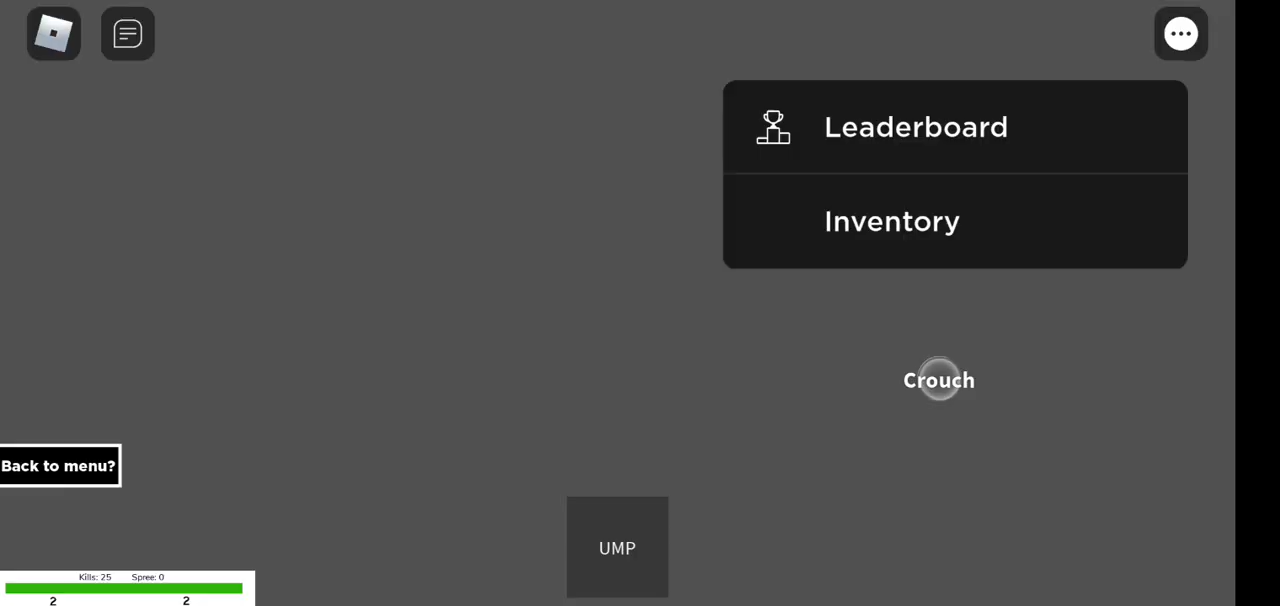 Leaderboard
Inventory
Crouch
Back to menu?
UMP
Kills: 25 Spree: 0
2 2